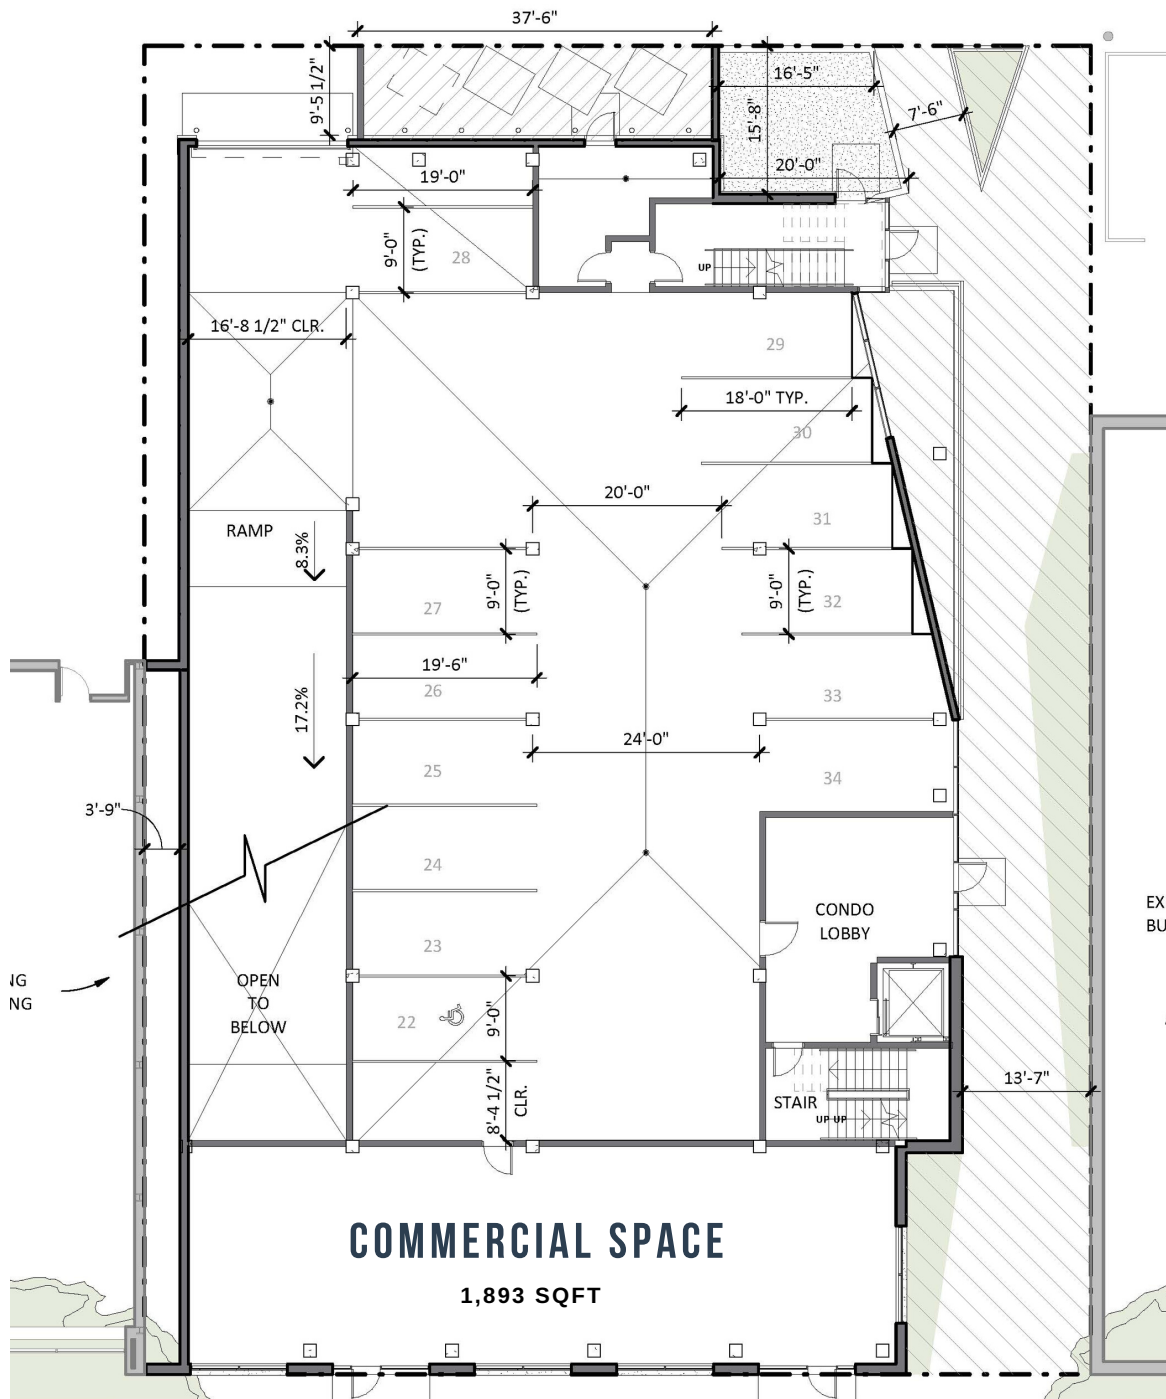 37'-6"
9'-5 1/2"
16'-5"
15'-8"
7'-6"
20'-0"
19'-0"
9'-0"
(TYP.)
28
UP
16'-8 1/2" CLR.
29
18'-0" TYP.
30
20'-0"
31
RAMP
8.3%
9'-0"
(TYP.)
27
9'-0"
(TYP.)
32
19'-6"
26
33
17.2%
24'-0"
25
34
3'-9"
24
CONDO
LOBBY
EX
BU
23
NG
NG
OPEN
TO
BELOW
22
9'-0"
13'-7"
8'-4 1/2"
CLR.
STAIR
UP UP
COMMERCIAL SPACE
1,893 SQFT